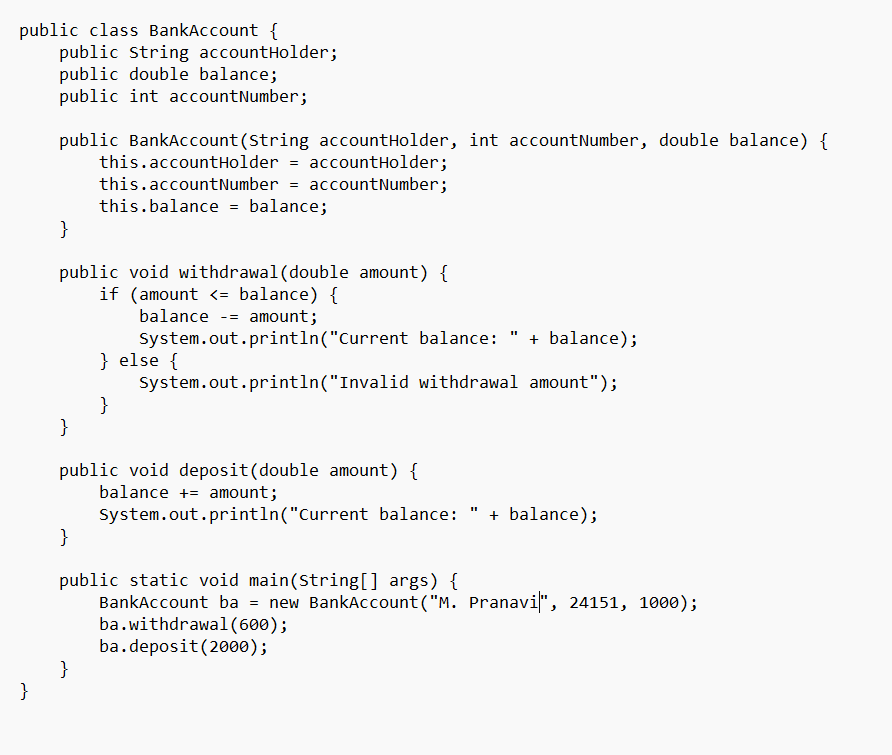 public class BankAccount {
    public String accountHolder;
    public double balance;
    public int accountNumber;

    public BankAccount(String accountHolder, int accountNumber, double balance) {
        this.accountHolder = accountHolder;
        this.accountNumber = accountNumber;
        this.balance = balance;
    }

    public void withdrawal(double amount) {
        if (amount <= balance) {
            balance -= amount;
            System.out.println("Current balance: " + balance);
        } else {
            System.out.println("Invalid withdrawal amount");
        }
    }

    public void deposit(double amount) {
        balance += amount;
        System.out.println("Current balance: " + balance);
    }

    public static void main(String[] args) {
        BankAccount ba = new BankAccount("M. Pranavi", 24151, 1000);
        ba.withdrawal(600);
        ba.deposit(2000);
    }
}